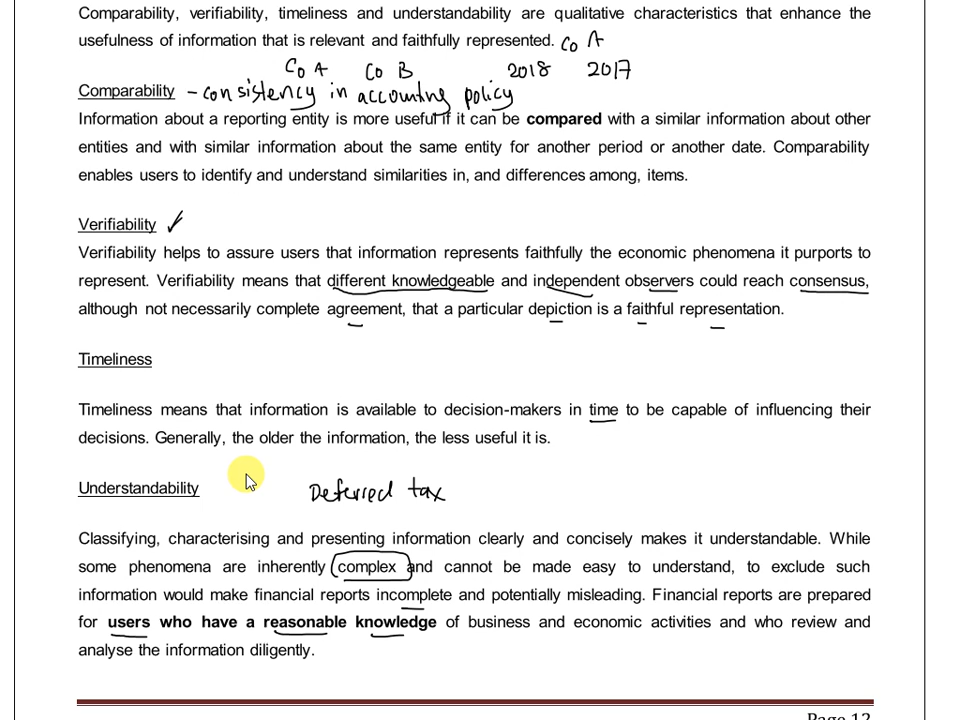 Comparability, verifiability, timeliness and understandability are qualitative characteristics that enhance the
usefulness of information that is relevant and faithfully represented. Co A
Co A Co B 2018 2017
Comparability - consistency in accounting policy
Information about a reporting entity is more useful if it can be compared with a similar information about other
entities and with similar information about the same entity for another period or another date. Comparability
enables users to identify and understand similarities in, and differences among, items.
Verifiability ✓
Verifiability helps to assure users that information represents faithfully the economic phenomena it purports to
represent. Verifiability means that different knowledgeable and independent observers could reach consensus,
although not necessarily complete agreement, that a particular depiction is a faithful representation.
Timeliness
Timeliness means that information is available to decision-makers in time to be capable of influencing their
decisions. Generally, the older the information, the less useful it is.
Understandability Deferred tax
Classifying, characterising and presenting information clearly and concisely makes it understandable. While
some phenomena are inherently complex and cannot be made easy to understand, to exclude such
information would make financial reports incomplete and potentially misleading. Financial reports are prepared
for users who have a reasonable knowledge of business and economic activities and who review and
analyse the information diligently.
Page 12